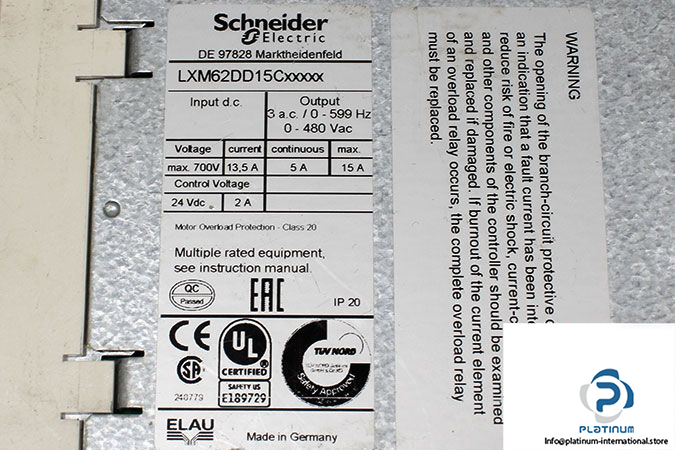 Schneider
Electric
DE 97828 Marktheidenfeld
LXM62DD15Cxxxxx
Input d.c.
Output
3 a.c. / 0 - 599 Hz
0 - 480 Vac
Voltage current continuous max.
max. 700V 13,5 A 5 A 15 A
Control Voltage
24 Vdc 2 A
Motor Overload Protection - Class 20
Multiple rated equipment,
see instruction manual.
QC
Passed
EAC
IP 20
CE
UL
LISTED
CERTIFIED
SAFETY US
E189729
SA
240779
TÜV NORD
Safety Approved
ELAU
Made in Germany
WARNING
The opening of the branch-circuit protective
an indication that a fault current has been
reduce risk of fire or electric shock,
and other components of the controller should be examined
and replaced if damaged. If burnout of the current element
of an overload relay occurs, the complete overload relay
must be replaced.
PLATINUM
Info@platinum-international.store